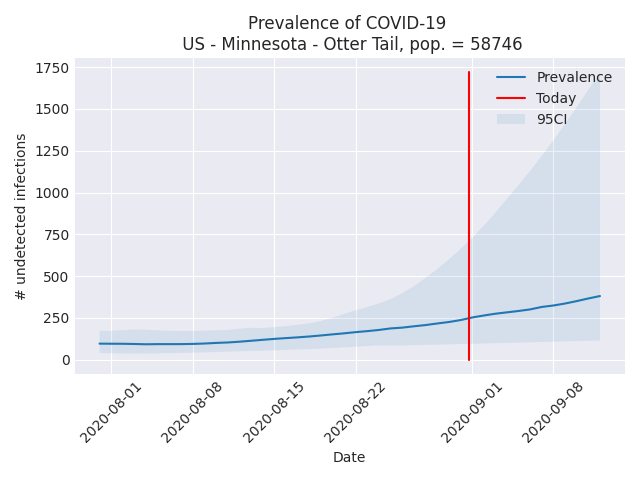 Prevalence of COVID-19
US - Minnesota - Otter Tail, pop. = 58746
1750
1500
1250
1000
750
500
250
0
# undetected infections
Prevalence
Today
95CI
2020-08-01
2020-08-08
2020-08-15
2020-08-22
2020-09-01
2020-09-08
Date